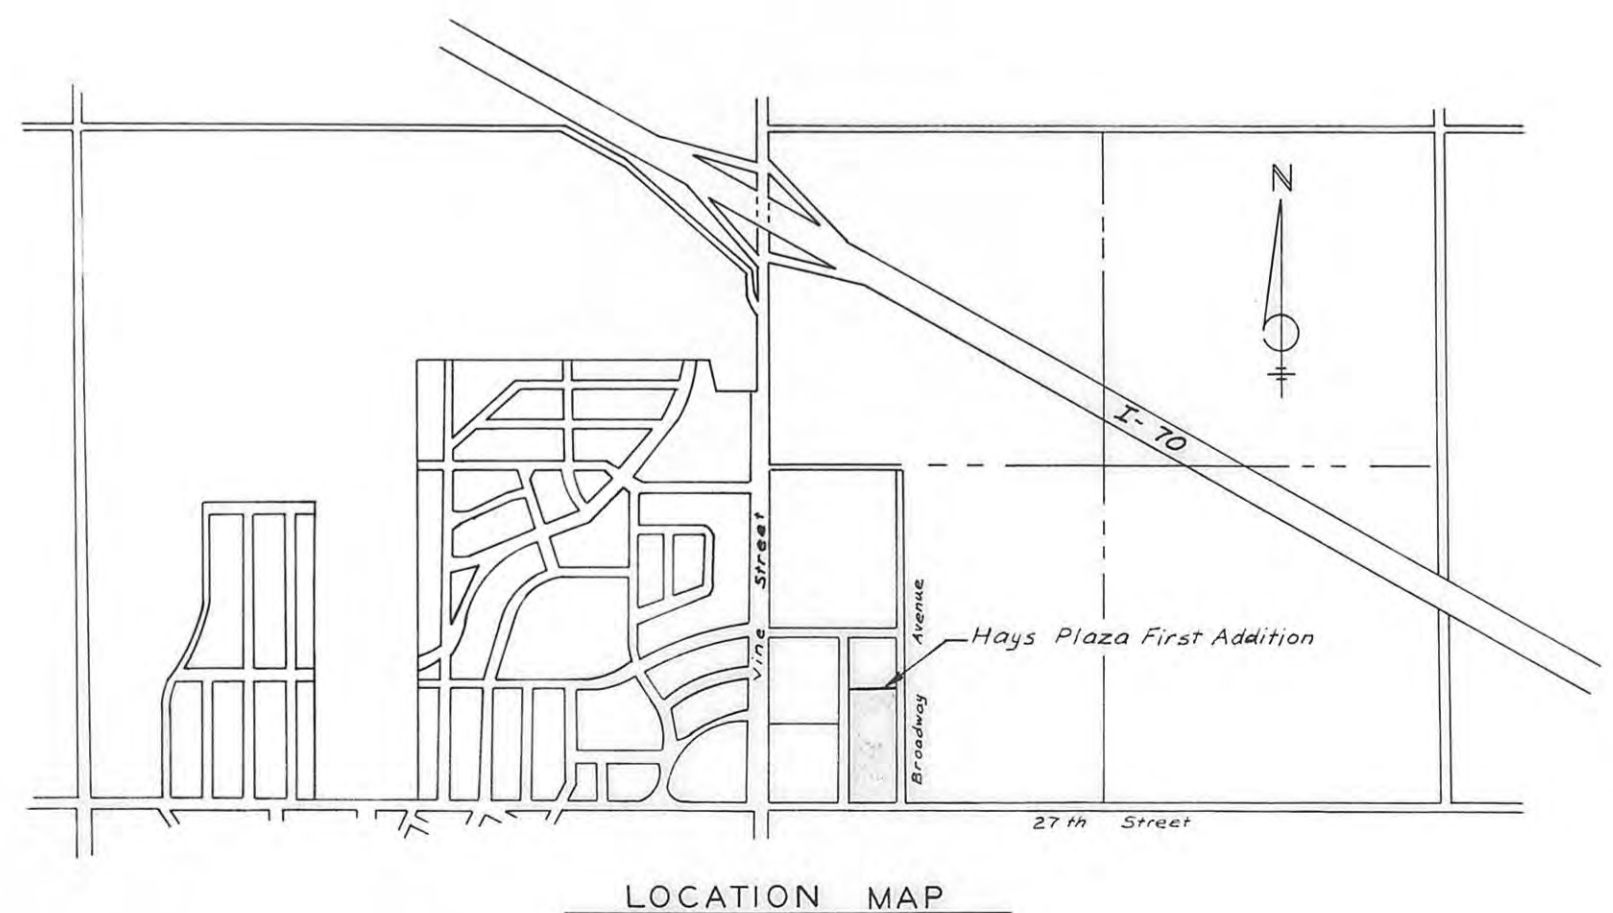 N
I-70
Vine Street
Broadway Avenue
Hays Plaza First Addition
27th Street
LOCATION MAP